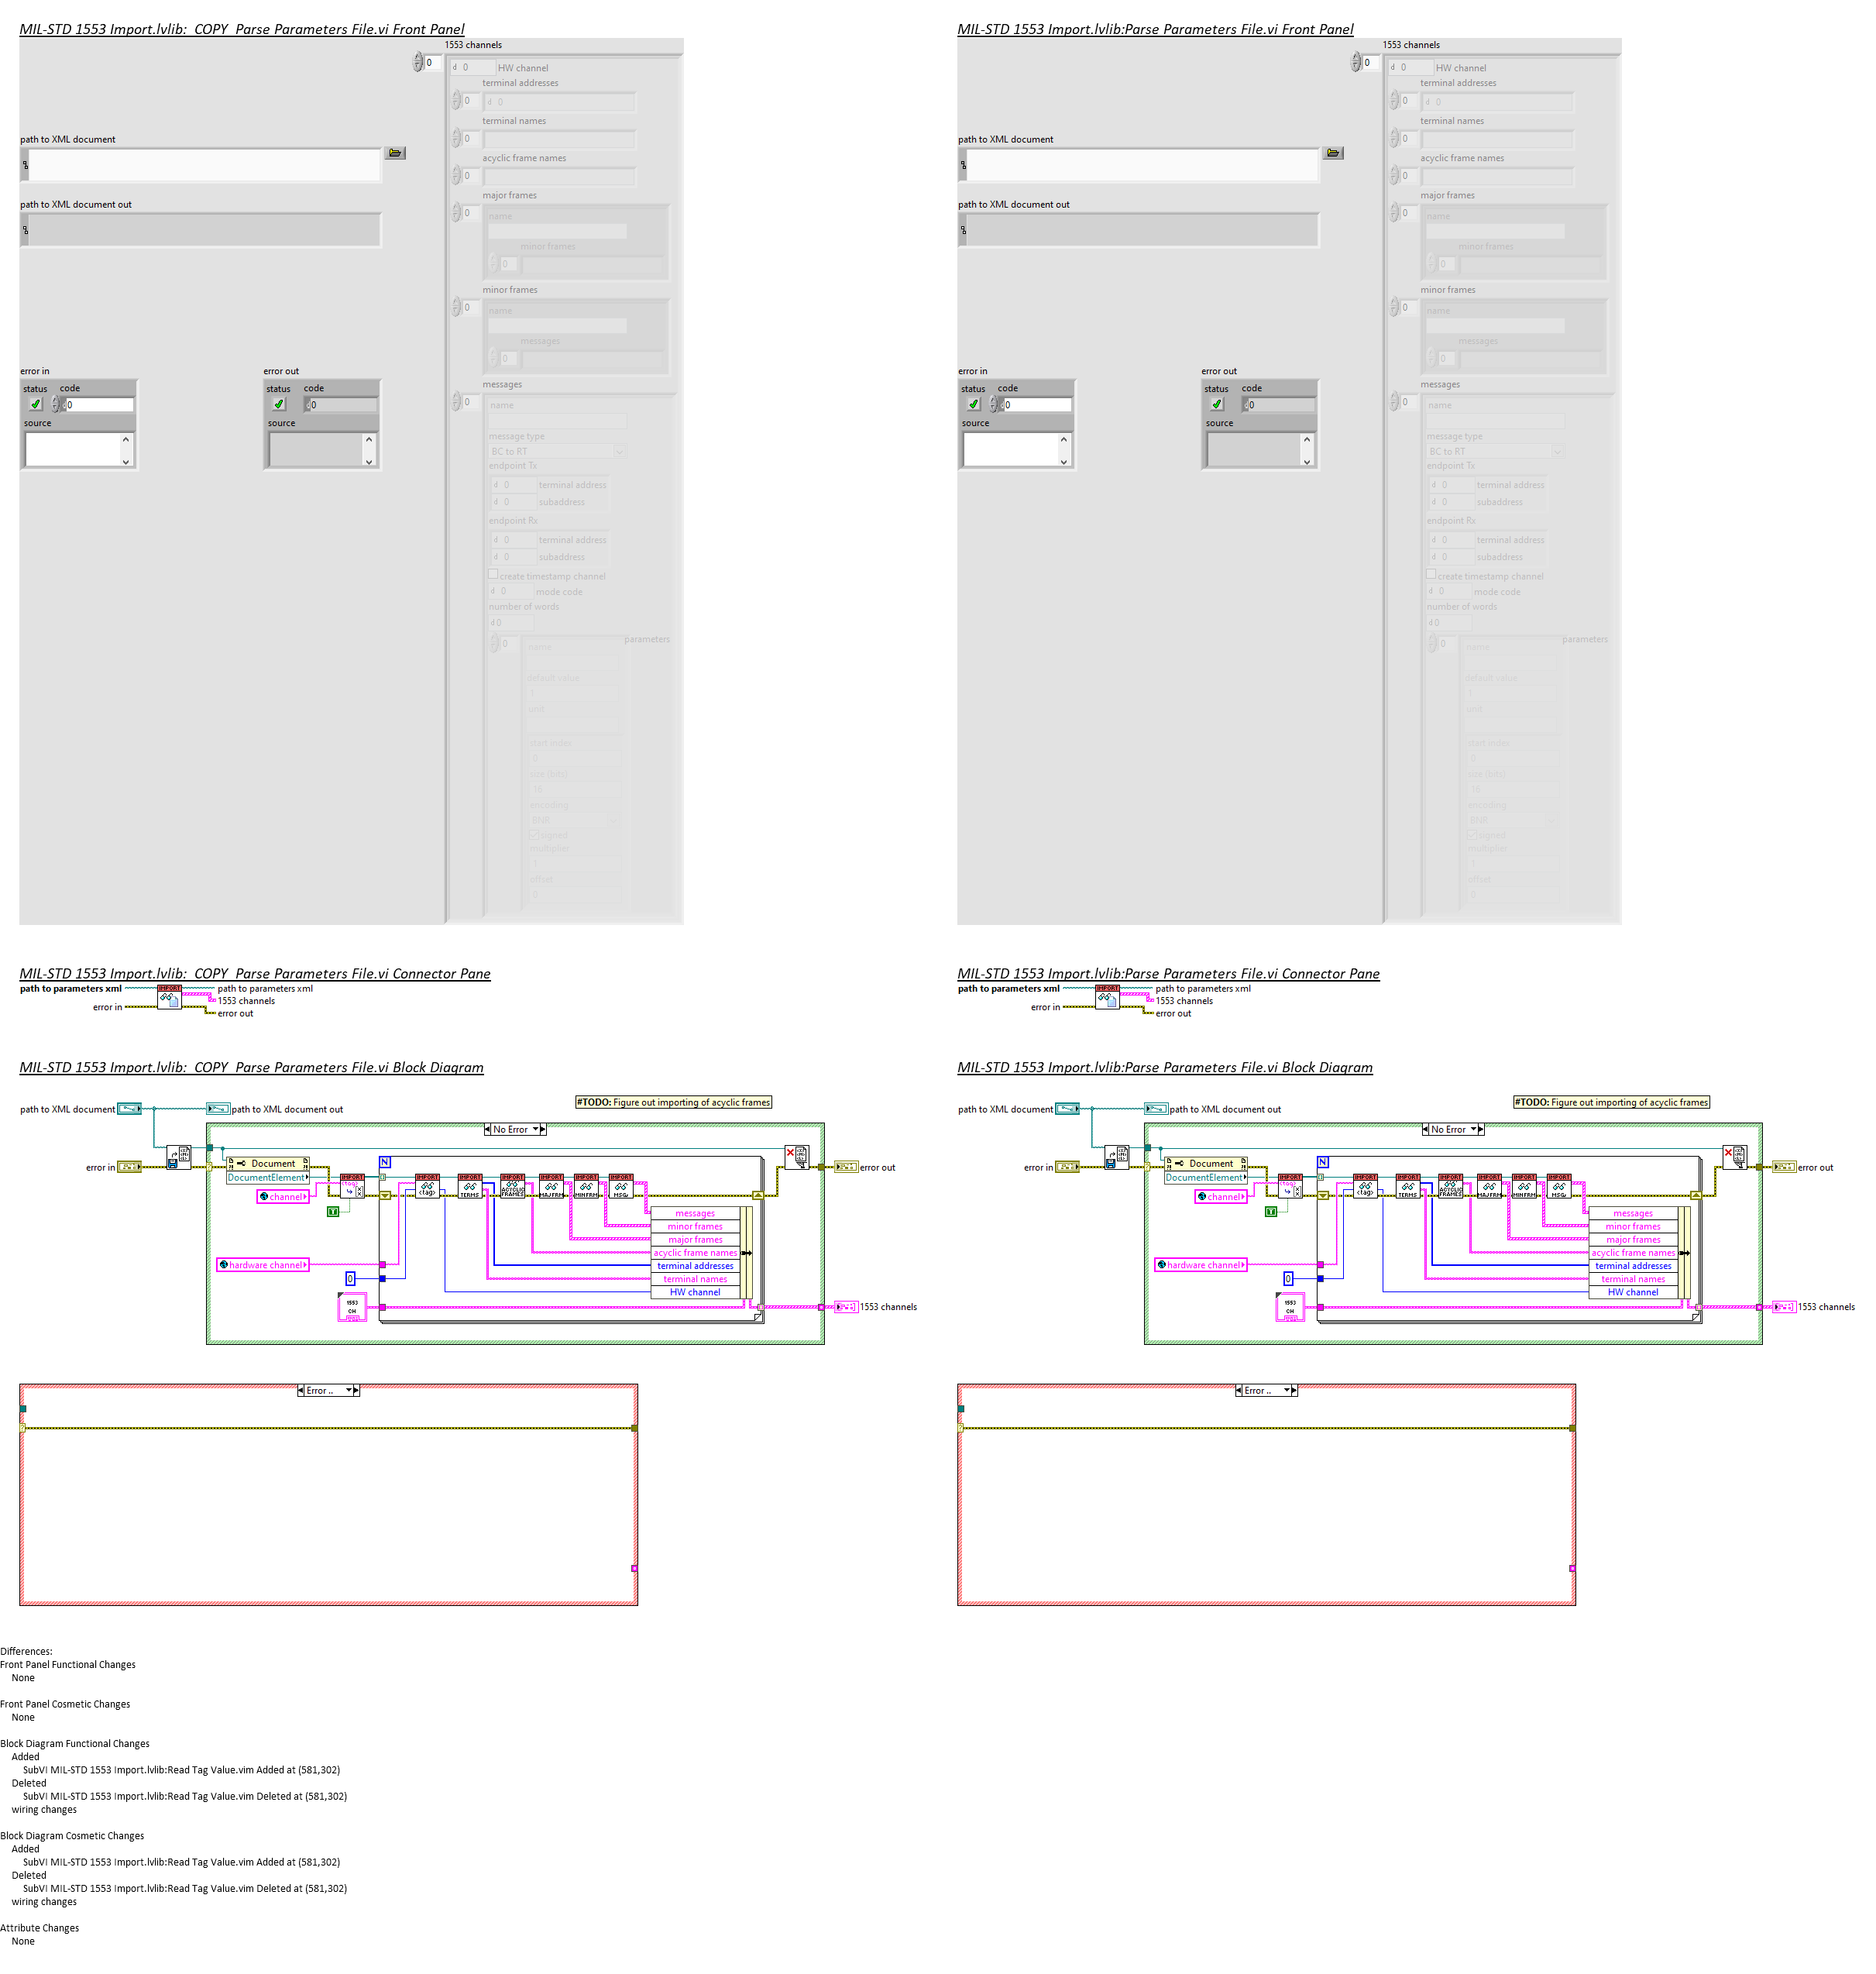 MIL-STD 1553 Import.lvlib:_COPY_Parse Parameters File.vi Front Panel
1553 channels
0
d 0 HW channel
terminal addresses
0 d 0
terminal names
0
path to XML document
acyclic frame names
0
major frames
path to XML document out
0
name
minor frames
0
minor frames
0
name
messages
0
error in
error out
status code
0
source
status code
0
source
messages
0
name
message type
BC to RT
endpoint Tx
d 0 terminal address
d 0 subaddress
endpoint Rx
d 0 terminal address
d 0 subaddress
create timestamp channel
d 0 mode code
number of words
d 0
0
parameters
name
default value
1
unit
start index
0
size (bits)
16
encoding
BNR
signed
multiplier
1
offset
0
MIL-STD 1553 Import.lvlib:Parse Parameters File.vi Front Panel
1553 channels
0
d 0 HW channel
terminal addresses
0 d 0
terminal names
0
path to XML document
acyclic frame names
0
major frames
path to XML document out
0
name
minor frames
0
minor frames
0
name
messages
0
error in
error out
status code
0
source
status code
0
source
messages
0
name
message type
BC to RT
endpoint Tx
d 0 terminal address
d 0 subaddress
endpoint Rx
d 0 terminal address
d 0 subaddress
create timestamp channel
d 0 mode code
number of words
d 0
0
parameters
name
default value
1
unit
start index
0
size (bits)
16
encoding
BNR
signed
multiplier
1
offset
0
MIL-STD 1553 Import.lvlib:_COPY_Parse Parameters File.vi Connector Pane
path to parameters xml
IMPORT
path to parameters xml
1553 channels
error in
error out
MIL-STD 1553 Import.lvlib:Parse Parameters File.vi Connector Pane
path to parameters xml
IMPORT
path to parameters xml
1553 channels
error in
error out
MIL-STD 1553 Import.lvlib:_COPY_Parse Parameters File.vi Block Diagram
path to XML document
path to XML document out
#TODO: Figure out importing of acyclic frames
No Error
error in
Document
DocumentElement
channel
T
N
IMPORT
IMPORT <tag>
IMPORT TERMS
IMPORT ACYCLIC FRAMES
IMPORT MAJFRM
IMPORT MINFRM
IMPORT MSGs
error out
messages
minor frames
major frames
acyclic frame names
terminal addresses
terminal names
HW channel
hardware channel
0
1553 CH
1553 channels
Error ..
MIL-STD 1553 Import.lvlib:Parse Parameters File.vi Block Diagram
path to XML document
path to XML document out
#TODO: Figure out importing of acyclic frames
No Error
error in
Document
DocumentElement
channel
T
N
IMPORT
IMPORT <tag>
IMPORT TERMS
IMPORT ACYCLIC FRAMES
IMPORT MAJFRM
IMPORT MINFRM
IMPORT MSGs
error out
messages
minor frames
major frames
acyclic frame names
terminal addresses
terminal names
HW channel
hardware channel
0
1553 CH
1553 channels
Error ..
Differences:
Front Panel Functional Changes
None
Front Panel Cosmetic Changes
None
Block Diagram Functional Changes
Added
SubVI MIL-STD 1553 Import.lvlib:Read Tag Value.vim Added at (581,302)
Deleted
SubVI MIL-STD 1553 Import.lvlib:Read Tag Value.vim Deleted at (581,302)
wiring changes
Block Diagram Cosmetic Changes
Added
SubVI MIL-STD 1553 Import.lvlib:Read Tag Value.vim Added at (581,302)
Deleted
SubVI MIL-STD 1553 Import.lvlib:Read Tag Value.vim Deleted at (581,302)
wiring changes
Attribute Changes
None